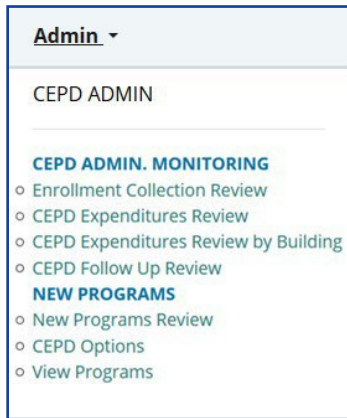 Admin
CEPD ADMIN
CEPD ADMIN. MONITORING
Enrollment Collection Review
CEPD Expenditures Review
CEPD Expenditures Review by Building
CEPD Follow Up Review
NEW PROGRAMS
New Programs Review
CEPD Options
View Programs